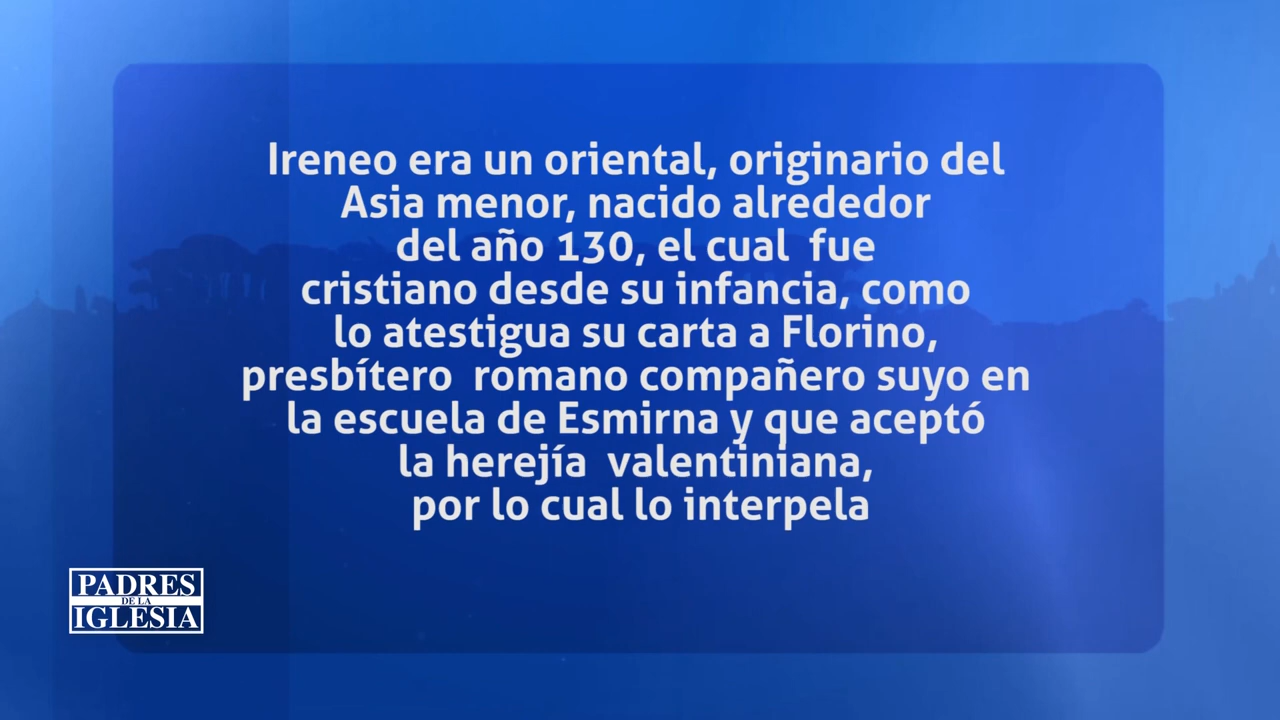 Ireneo era un oriental, originario del
Asia menor, nacido alrededor
del año 130, el cual  fue
cristiano desde su infancia, como
lo atestigua su carta a Florino,
presbítero  romano compañero suyo en
la escuela de Esmirna y que aceptó
la herejía  valentiniana,
por lo cual lo interpela
PADRES
DE LA
IGLESIA